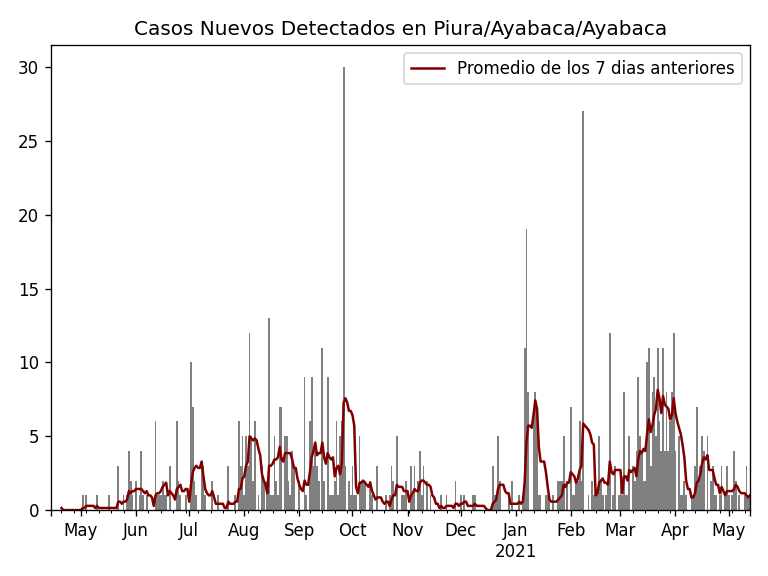 Casos Nuevos Detectados en Piura/Ayabaca/Ayabaca
Promedio de los 7 dias anteriores
30
25
20
15
10
5
0
May Jun Jul Aug Sep Oct Nov Dec Jan Feb Mar Apr May
2021